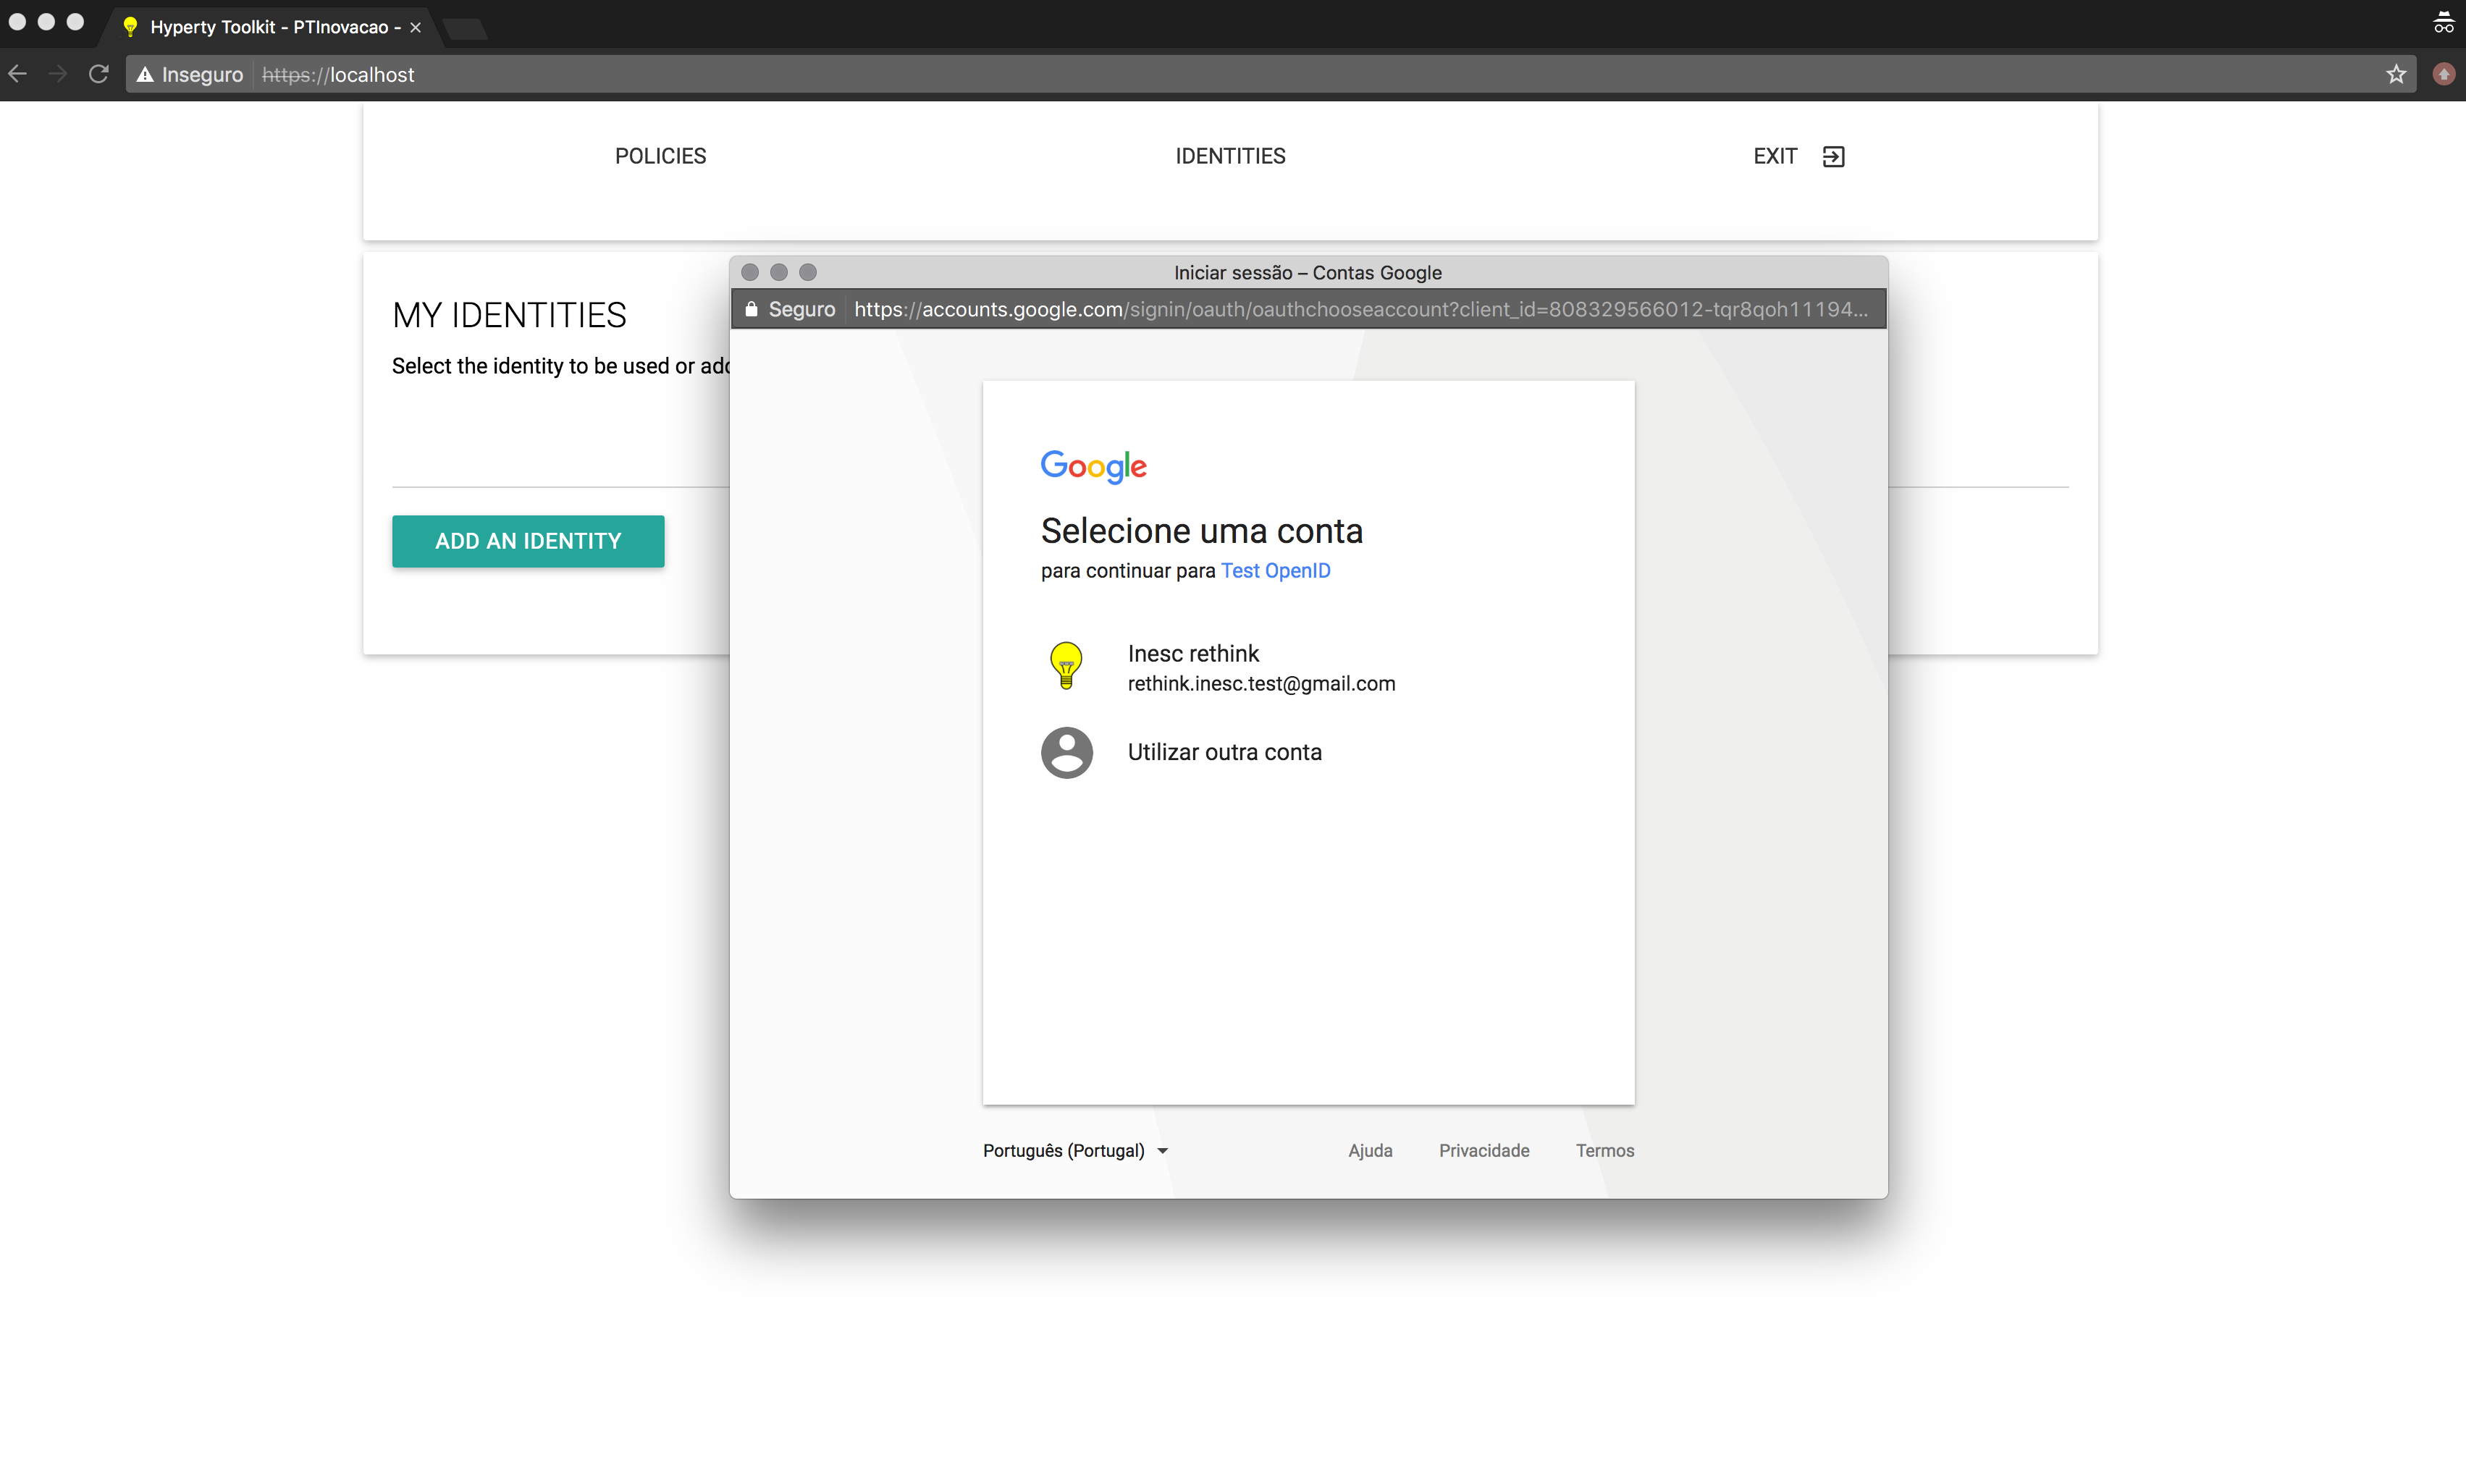 Hyperty Toolkit - PTInovacao -
Inseguro https://localhost
POLICIES IDENTITIES EXIT
MY IDENTITIES
Select the identity to be used or add
ADD AN IDENTITY
Iniciar sessão – Contas Google
Seguro https://accounts.google.com/signin/oauth/oauthchooseaccount?client_id=808329566012-tqr8qoh11194...
Google
Selecione uma conta
para continuar para Test OpenID
Inesc rethink
rethink.inesc.test@gmail.com
Utilizar outra conta
Português (Portugal) Ajuda Privacidade Termos